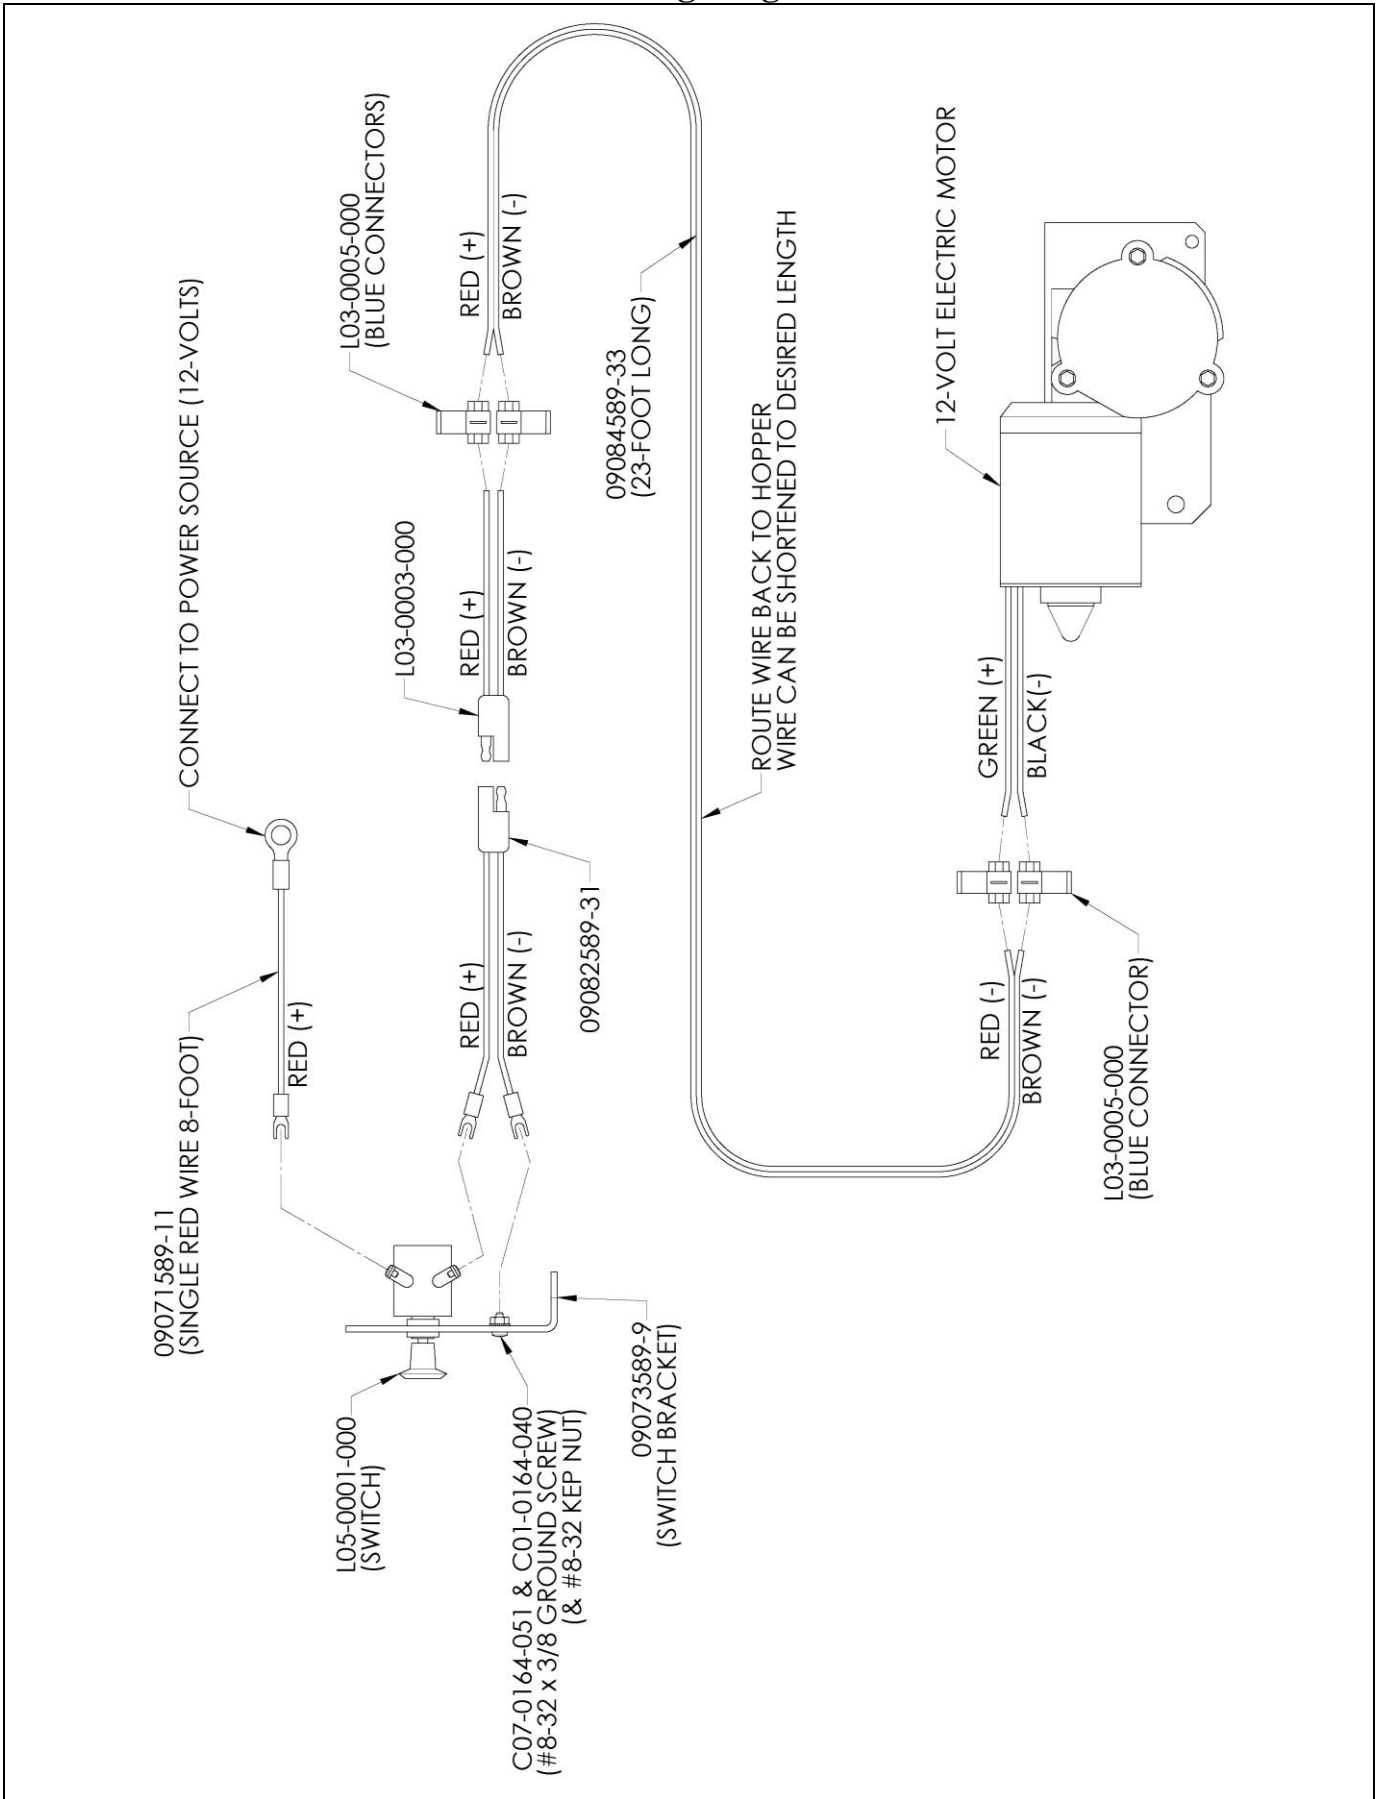 09071589-11
(SINGLE RED WIRE 8-FOOT)
RED (+)
CONNECT TO POWER SOURCE (12-VOLTS)
L05-0001-000
(SWITCH)
C07-0164-051 & C01-0164-040
(#8-32 x 3/8 GROUND SCREW)
(& #8-32 KEP NUT)
09073589-9
(SWITCH BRACKET)
RED (+)
BROWN (-)
09082589-31
L03-0003-000
RED (+)
BROWN (-)
L03-0005-000
(BLUE CONNECTORS)
RED (+)
BROWN (-)
09084589-33
(23-FOOT LONG)
ROUTE WIRE BACK TO HOPPER
WIRE CAN BE SHORTENED TO DESIRED LENGTH
RED (-)
BROWN (-)
L03-0005-000
(BLUE CONNECTOR)
GREEN (+)
BLACK(-)
12-VOLT ELECTRIC MOTOR